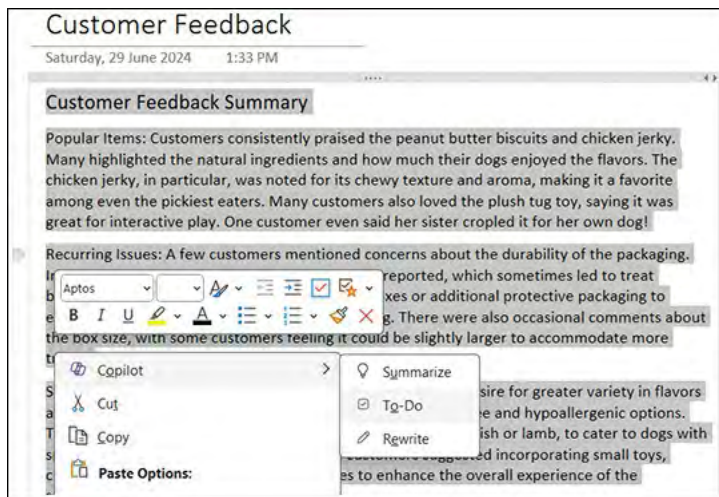 Customer Feedback
Saturday, 29 June 2024 1:33 PM
Customer Feedback Summary
Popular Items: Customers consistently praised the peanut butter biscuits and chicken jerky.
Many highlighted the natural ingredients and how much their dogs enjoyed the flavors. The
chicken jerky, in particular, was noted for its chewy texture and aroma, making it a favorite
among even the pickiest eaters. Many customers also loved the plush tug toy, saying it was
great for interactive play. One customer even said her sister cropled it for her own dog!
Recurring Issues: A few customers mentioned concerns about the durability of the packaging.
reported, which sometimes led to treat
Aptos
or additional protective packaging to
B I U A
There were also occasional comments about
the box size, with some customers feeling it could be slightly larger to accommodate more
Copilot
Summarize
desire for greater variety in flavors
Cut
To-Do
and hypoallergenic options.
Copy
Rewrite
or lamb, to cater to dogs with
customers suggested incorporating small toys,
Paste Options:
to enhance the overall experience of the